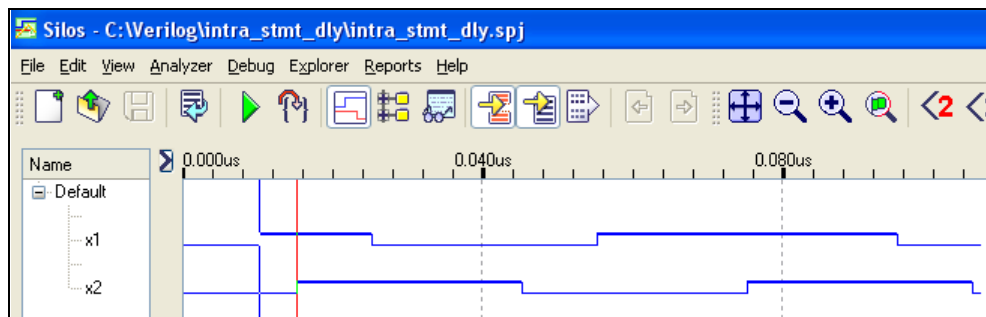 Silos - C:\Verilog\intra_stmt_dly\intra_stmt_dly.spj
File Edit View Analyzer Debug Explorer Reports Help
2
Name 0.000us 0.040us 0.080us
Default
x1
x2